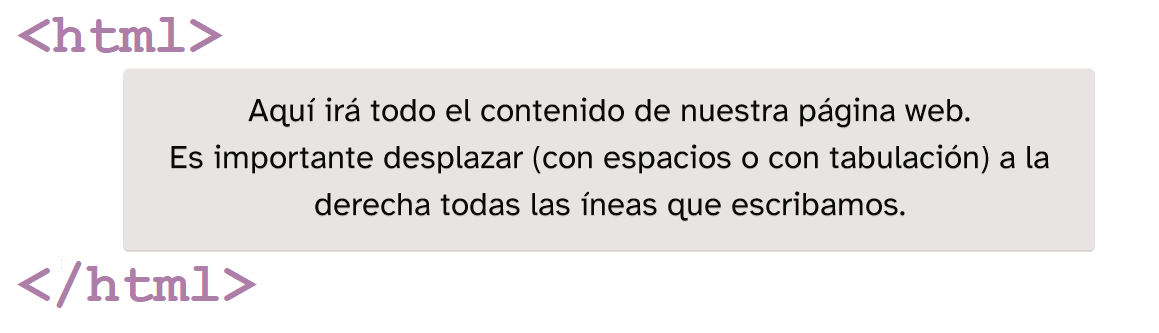 <html>
Aquí irá todo el contenido de nuestra página web.
Es importante desplazar (con espacios o con tabulación) a la
derecha todas las íneas que escribamos.
</html>